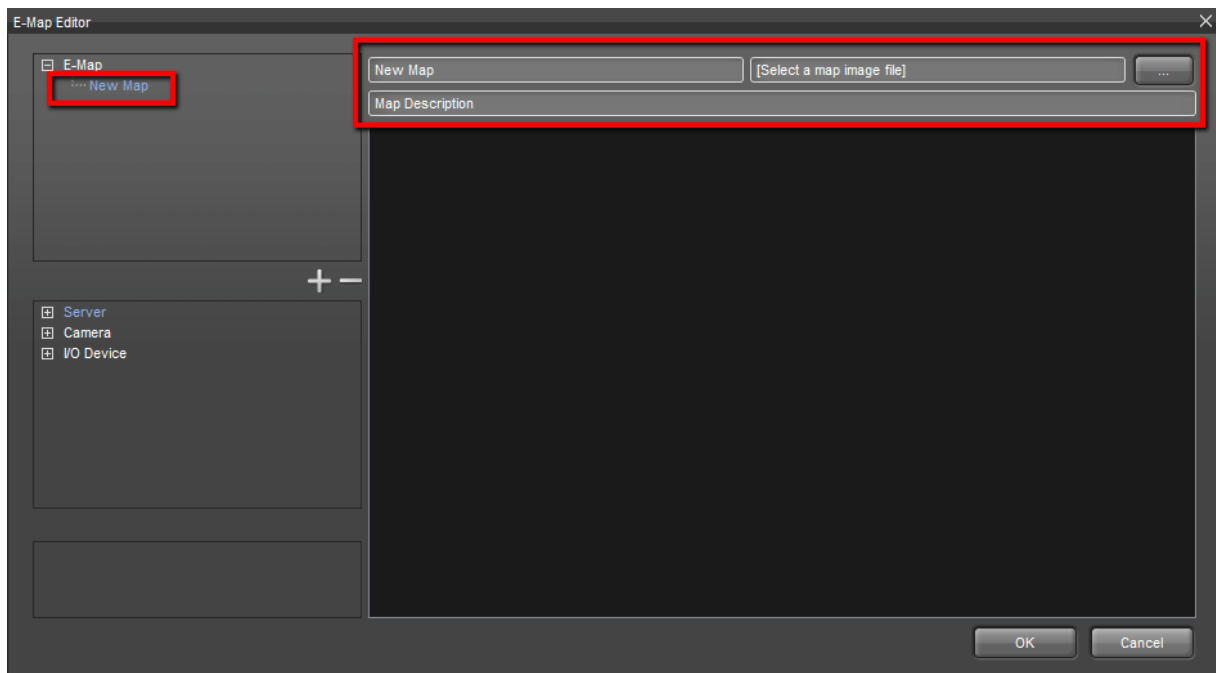 E-Map Editor
E-Map
New Map
New Map
[Select a map image file]
...
Map Description
Server
Camera
I/O Device
OK
Cancel